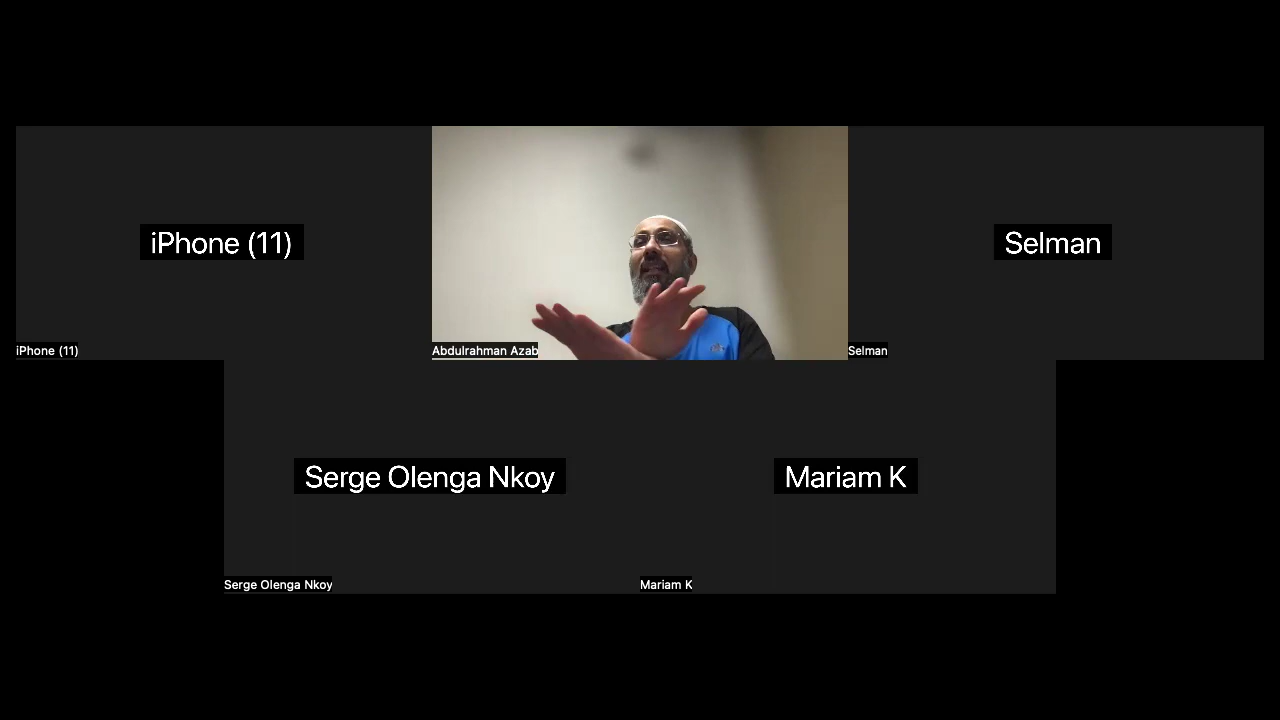 iPhone (11)
Selman
iPhone (11)
Abdulrahman Azab
Selman
Serge Olenga Nkoy
Mariam K
Serge Olenga Nkoy
Mariam K